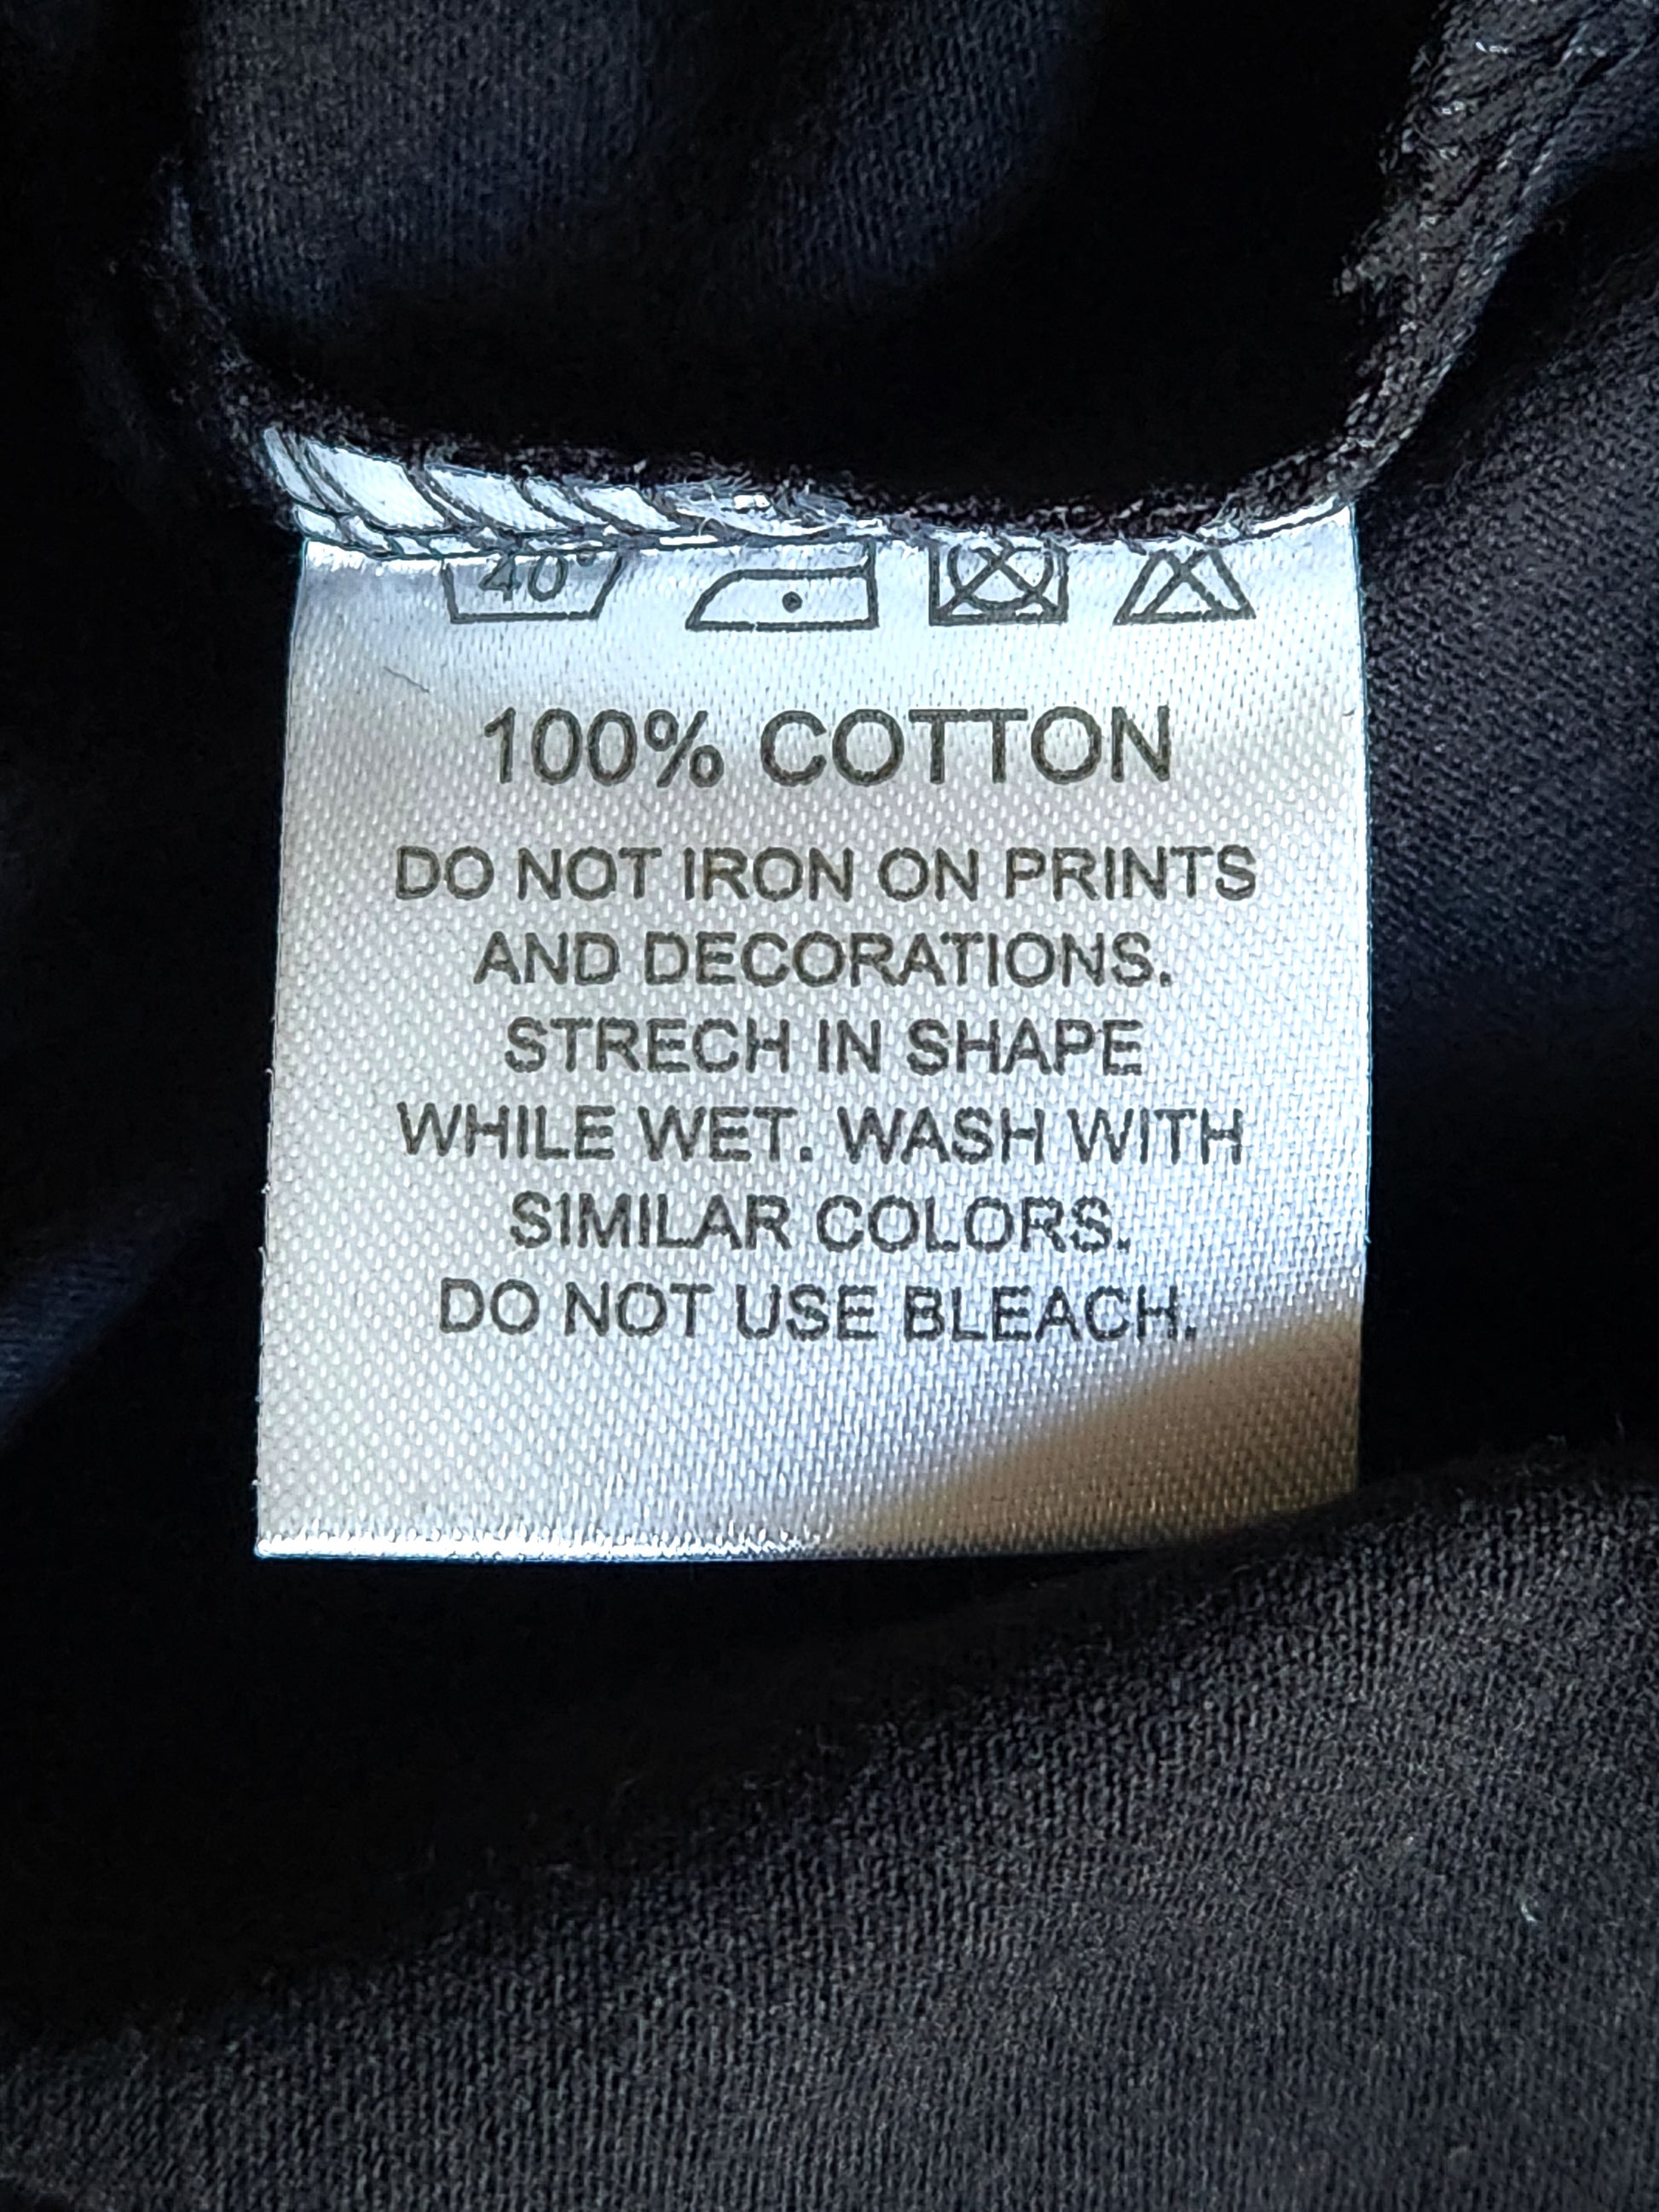 40°
100% COTTON
DO NOT IRON ON PRINTS
AND DECORATIONS.
STRECH IN SHAPE
WHILE WET. WASH WITH
SIMILAR COLORS.
DO NOT USE BLEACH.